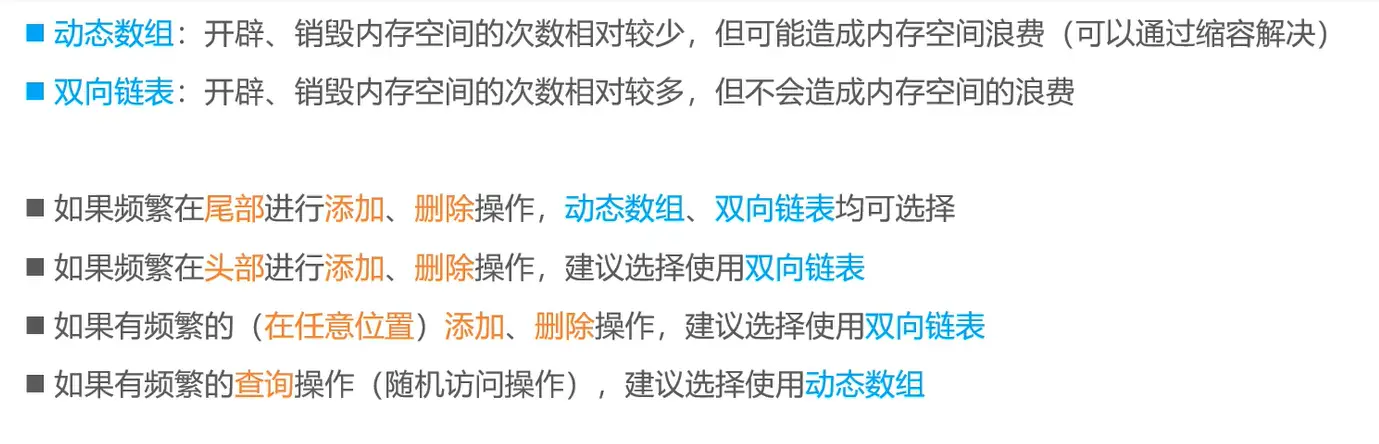 ■ 动态数组：开辟、销毁内存空间的次数相对较少，但可能造成内存空间浪费（可以通过缩容解决）
■ 双向链表：开辟、销毁内存空间的次数相对较多，但不会造成内存空间的浪费
■ 如果频繁在尾部进行添加、删除操作，动态数组、双向链表均可选择
■ 如果频繁在头部进行添加、删除操作，建议选择使用双向链表
■ 如果有频繁的（在任意位置）添加、删除操作，建议选择使用双向链表
■ 如果有频繁的查询操作（随机访问操作），建议选择使用动态数组